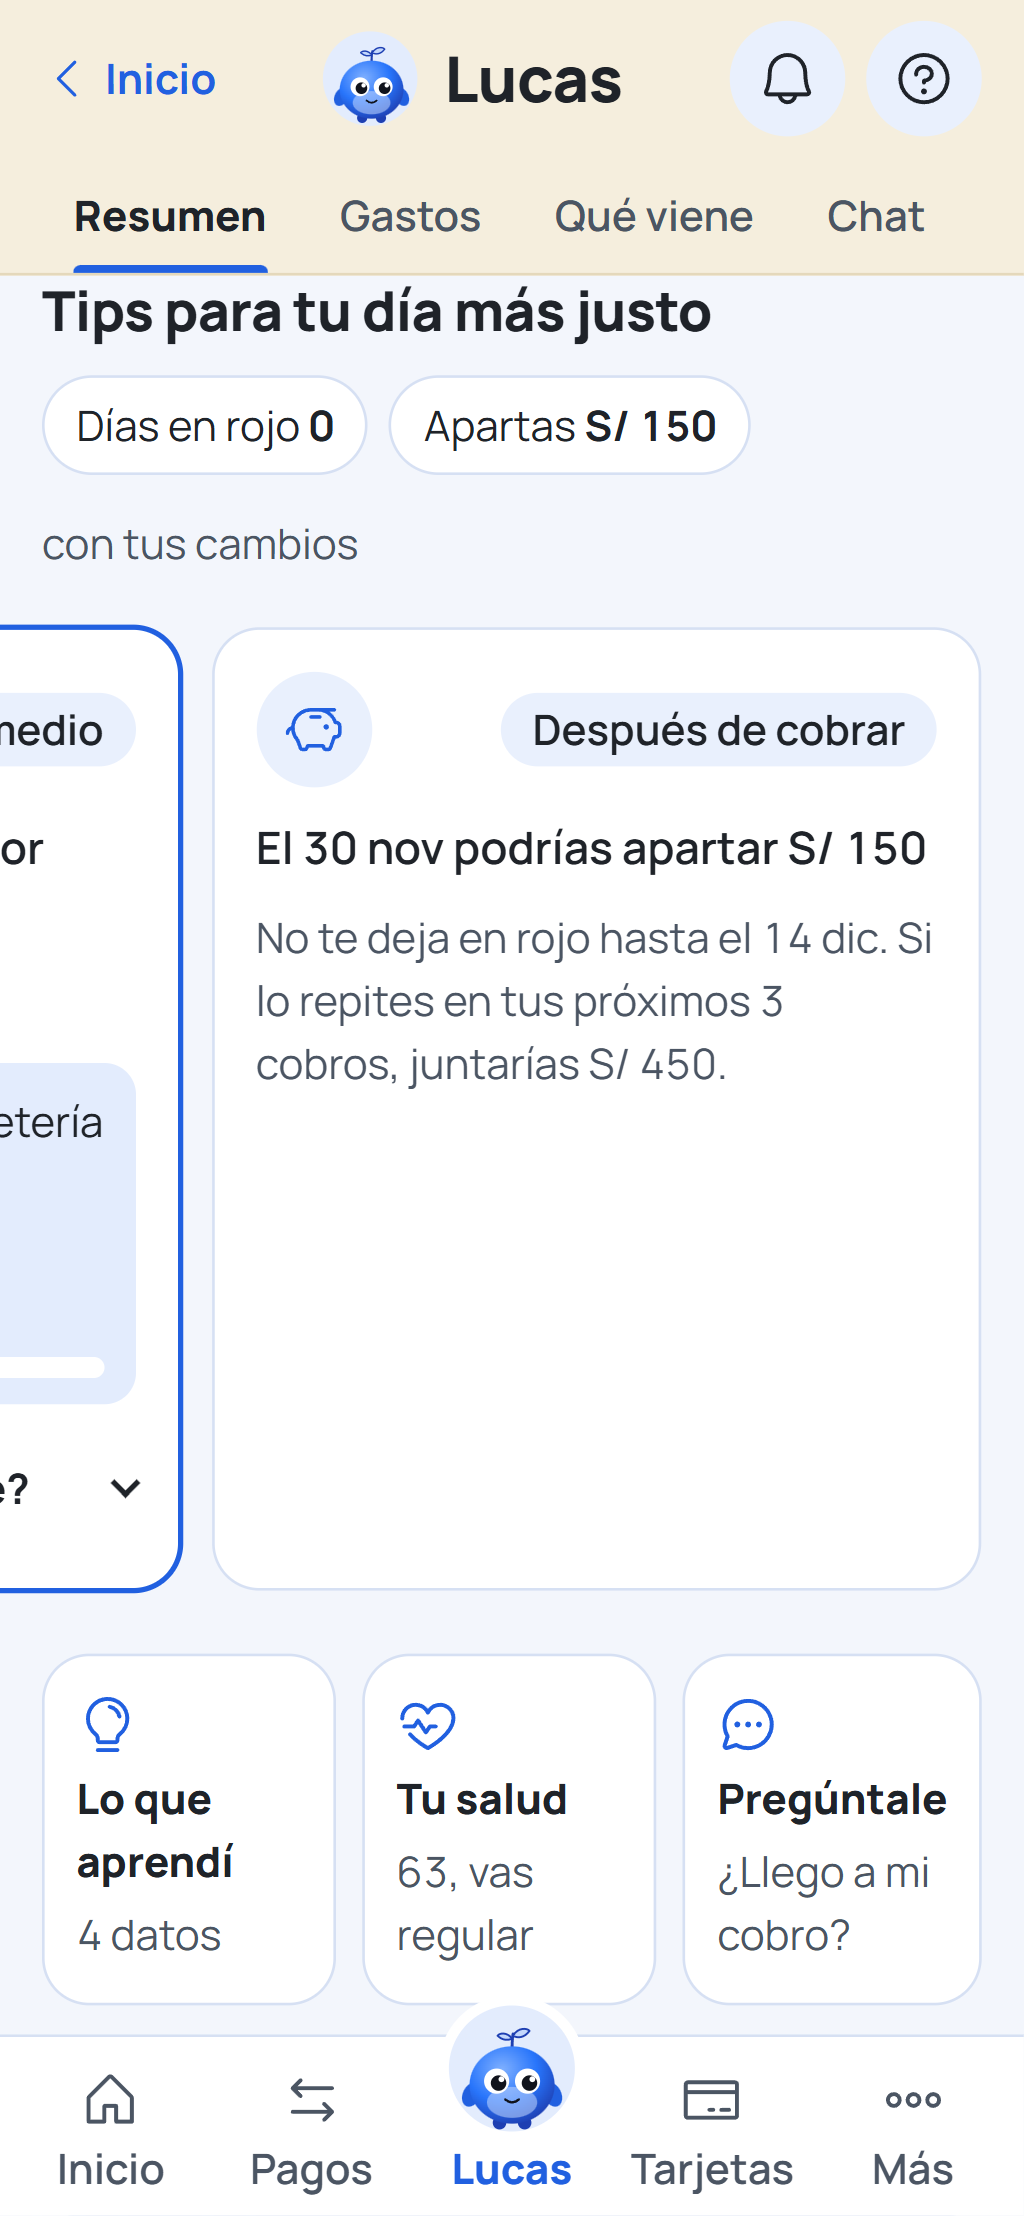 Inicio
Lucas
Resumen
Gastos
Qué viene
Chat
Tips para tu día más justo
Días en rojo 0
Apartas S/ 150
con tus cambios
Después de cobrar
El 30 nov podrías apartar S/ 150
No te deja en rojo hasta el 14 dic. Si
lo repites en tus próximos 3
cobros, juntarías S/ 450.
Lo que
aprendí
4 datos
Tu salud
63, vas
regular
Pregúntale
¿Llego a mi
cobro?
Inicio
Pagos
Lucas
Tarjetas
Más